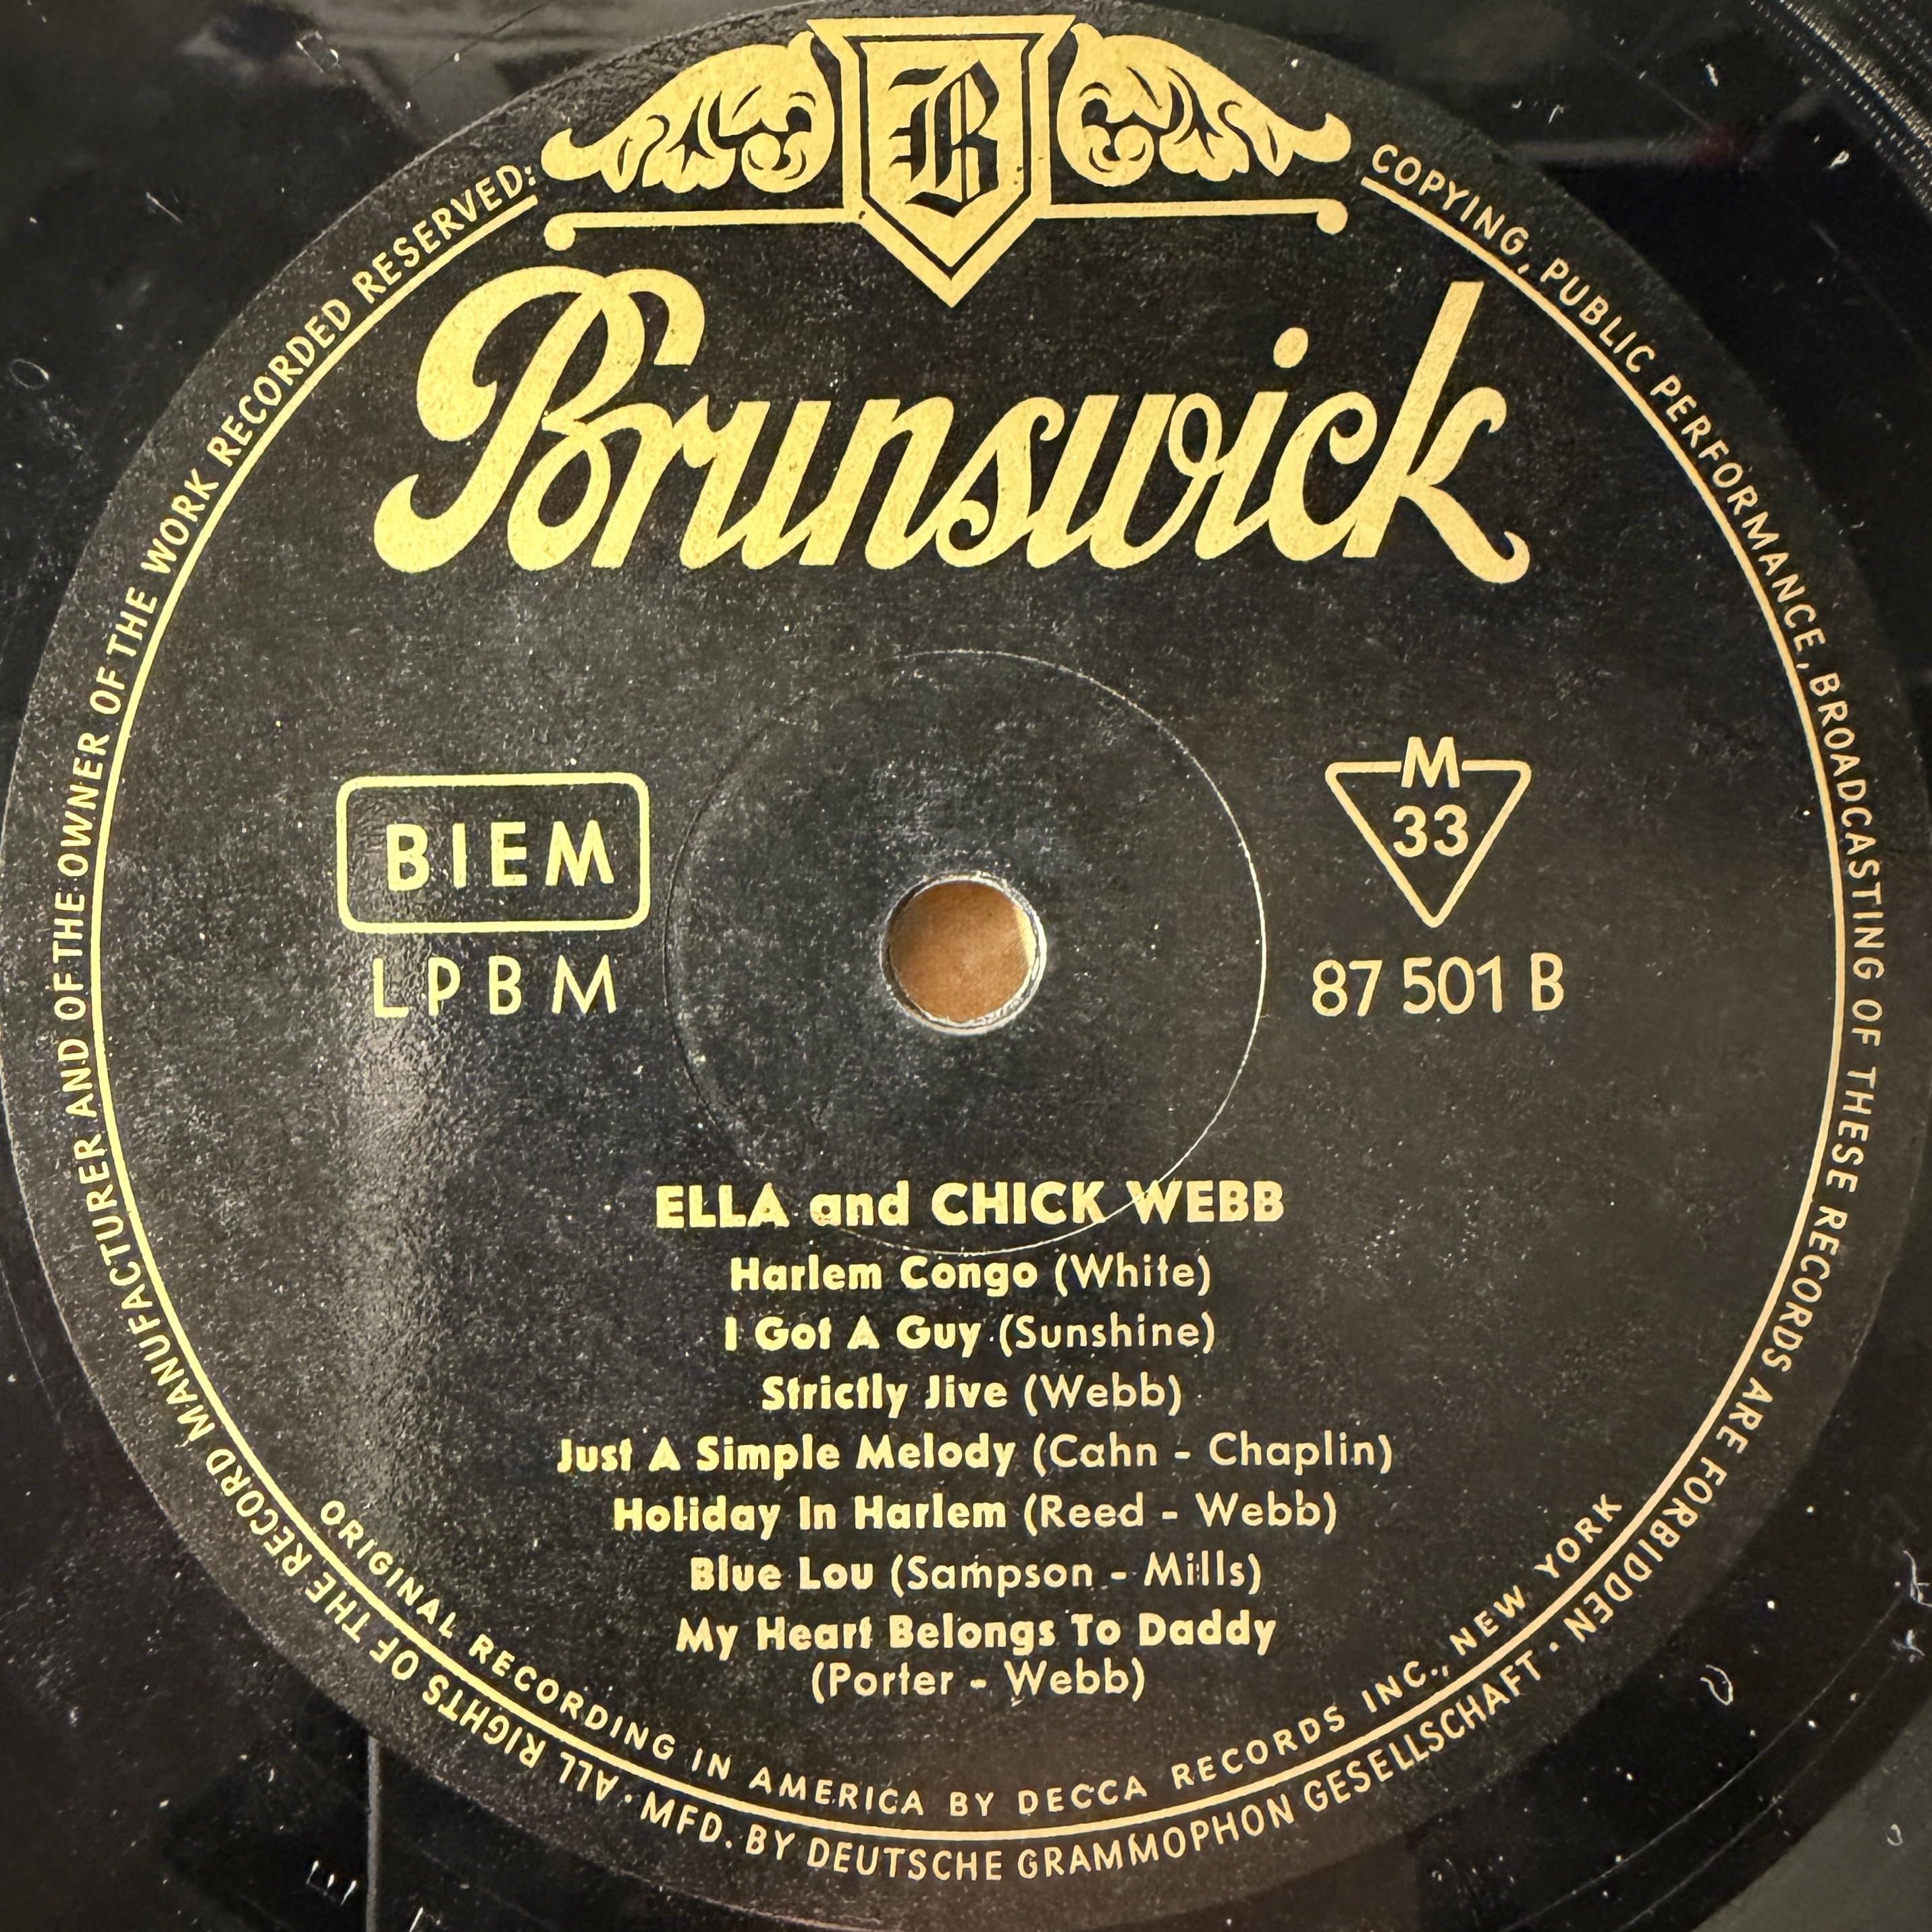 B
Brunswick
BIEM
LPBM
M
33
87 501 B
ELLA and CHICK WEBB
Harlem Congo (White)
I Got A Guy (Sunshine)
Strictly Jive (Webb)
Just A Simple Melody (Cahn - Chaplin)
Holiday In Harlem (Reed - Webb)
Blue Lou (Sampson - Mills)
My Heart Belongs To Daddy
(Porter - Webb)
ORIGINAL RECORDING IN AMERICA BY DECCA RECORDS INC., NEW YORK
ALL RIGHTS OF THE RECORD MANUFACTURER AND OF THE OWNER OF THE WORK RECORDED RESERVED:
COPYING, PUBLIC PERFORMANCE, BROADCASTING OF THESE RECORDS ARE FORBIDDEN ·
MFD. BY DEUTSCHE GRAMMOPHON GESELLSCHAFT ·